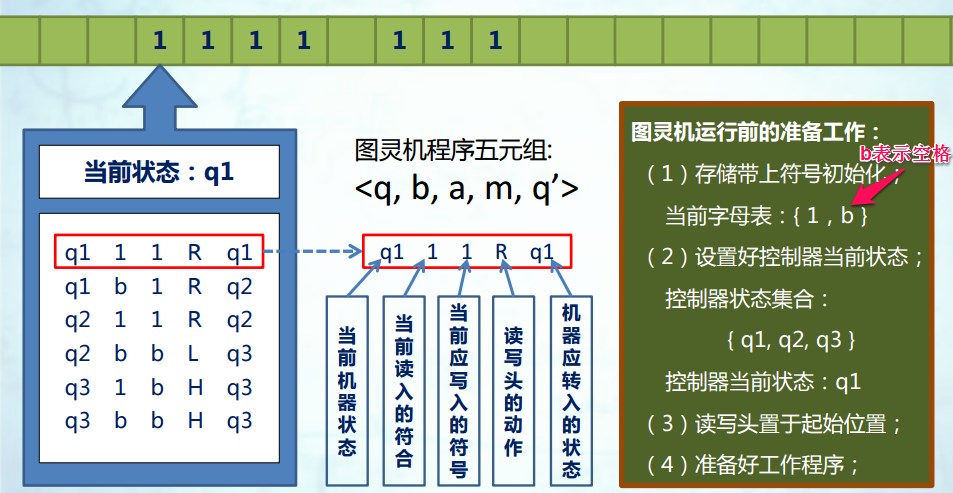 1 1 1 1 1 1 1
当前状态：q1
q1 1 1 R q1
q1 b 1 R q2
q2 1 1 R q2
q2 b b L q3
q3 1 b H q3
q3 b b H q3
图灵机程序五元组:
<q, b, a, m, q’>
q1 1 1 R q1
当前机器状态
当前读入的符合
当前应写入的符号
读写头的动作
机器应转入的状态
图灵机运行前的准备工作：
b表示空格
（1）存储带上符号初始化；
当前字母表：{ 1 , b }
（2）设置好控制器当前状态；
控制器状态集合：
{ q1, q2, q3 }
控制器当前状态：q1
（3）读写头置于起始位置；
（4）准备好工作程序；